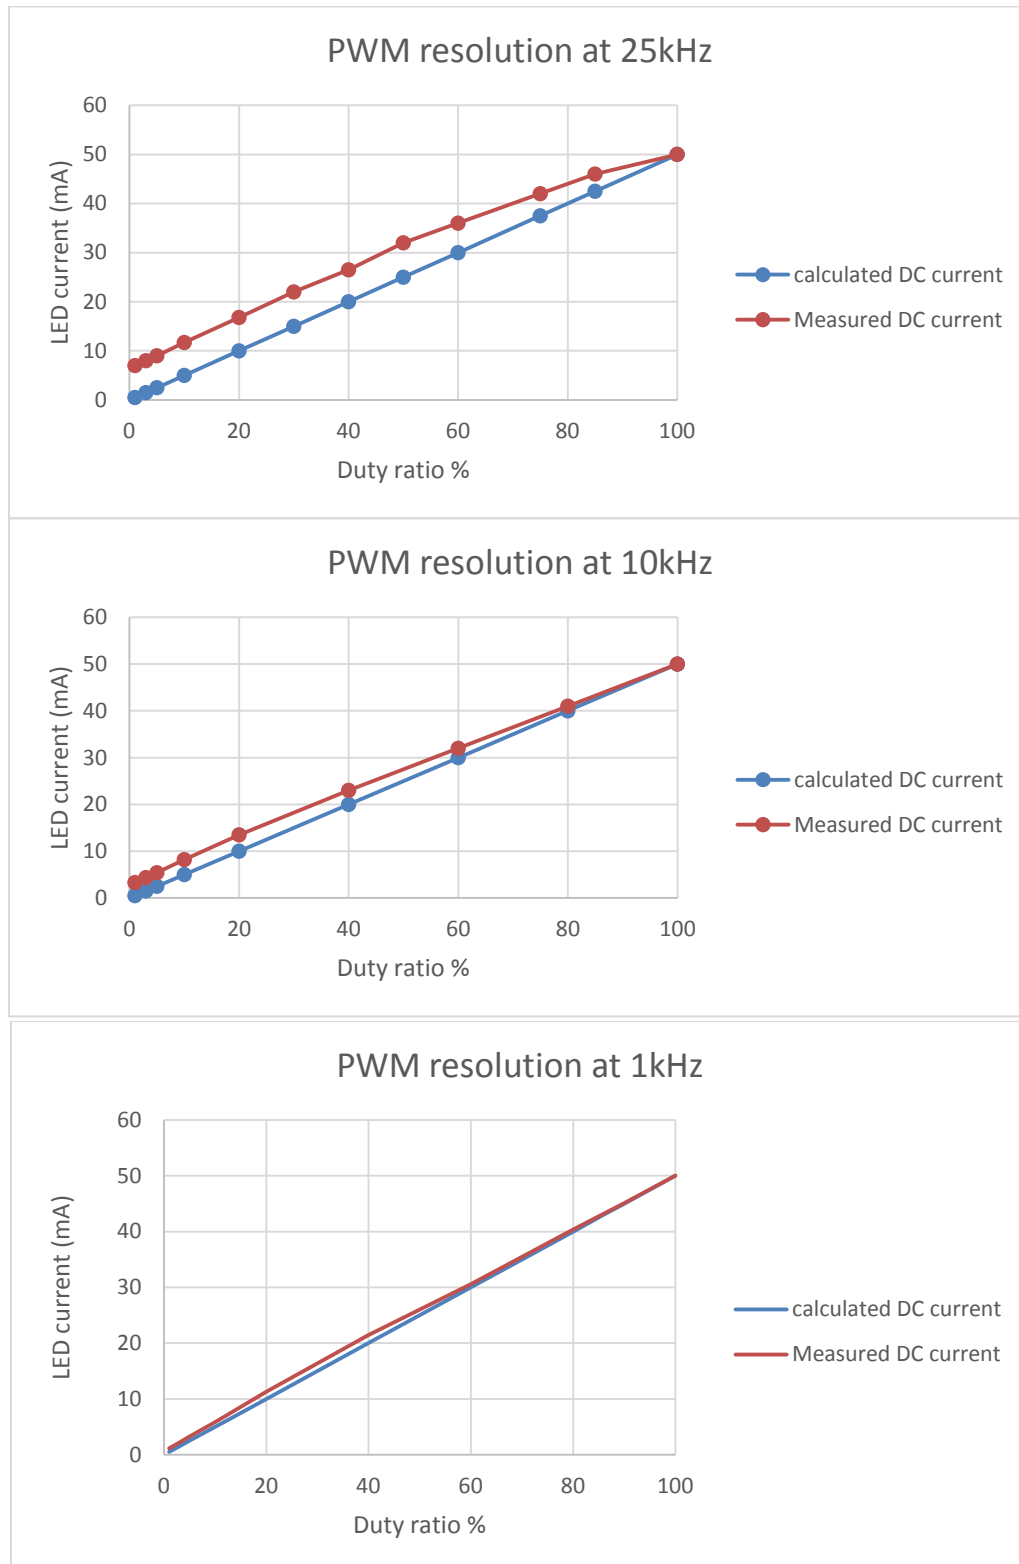 PWM resolution at 25kHz
60
50
40
30
20
10
0
LED current (mA)
0 20 40 60 80 100
Duty ratio %
calculated DC current
Measured DC current
PWM resolution at 10kHz
60
50
40
30
20
10
0
LED current (mA)
0 20 40 60 80 100
Duty ratio %
calculated DC current
Measured DC current
PWM resolution at 1kHz
60
50
40
30
20
10
0
LED current (mA)
0 20 40 60 80 100
Duty ratio %
calculated DC current
Measured DC current